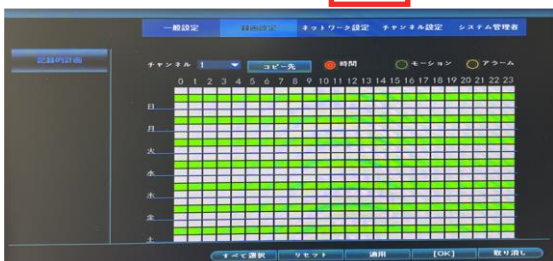 一般設定 録画設定 ネットワーク設定 チャンネル設定 システム管理者
記録的計画
チャンネル 1 コピー先 時間 モーション アラーム
0 1 2 3 4 5 6 7 8 9 10 11 12 13 14 15 16 17 18 19 20 21 22 23
日
月
火
水
木
金
土
すべて選択 リセット 適用 [OK] 取り消し